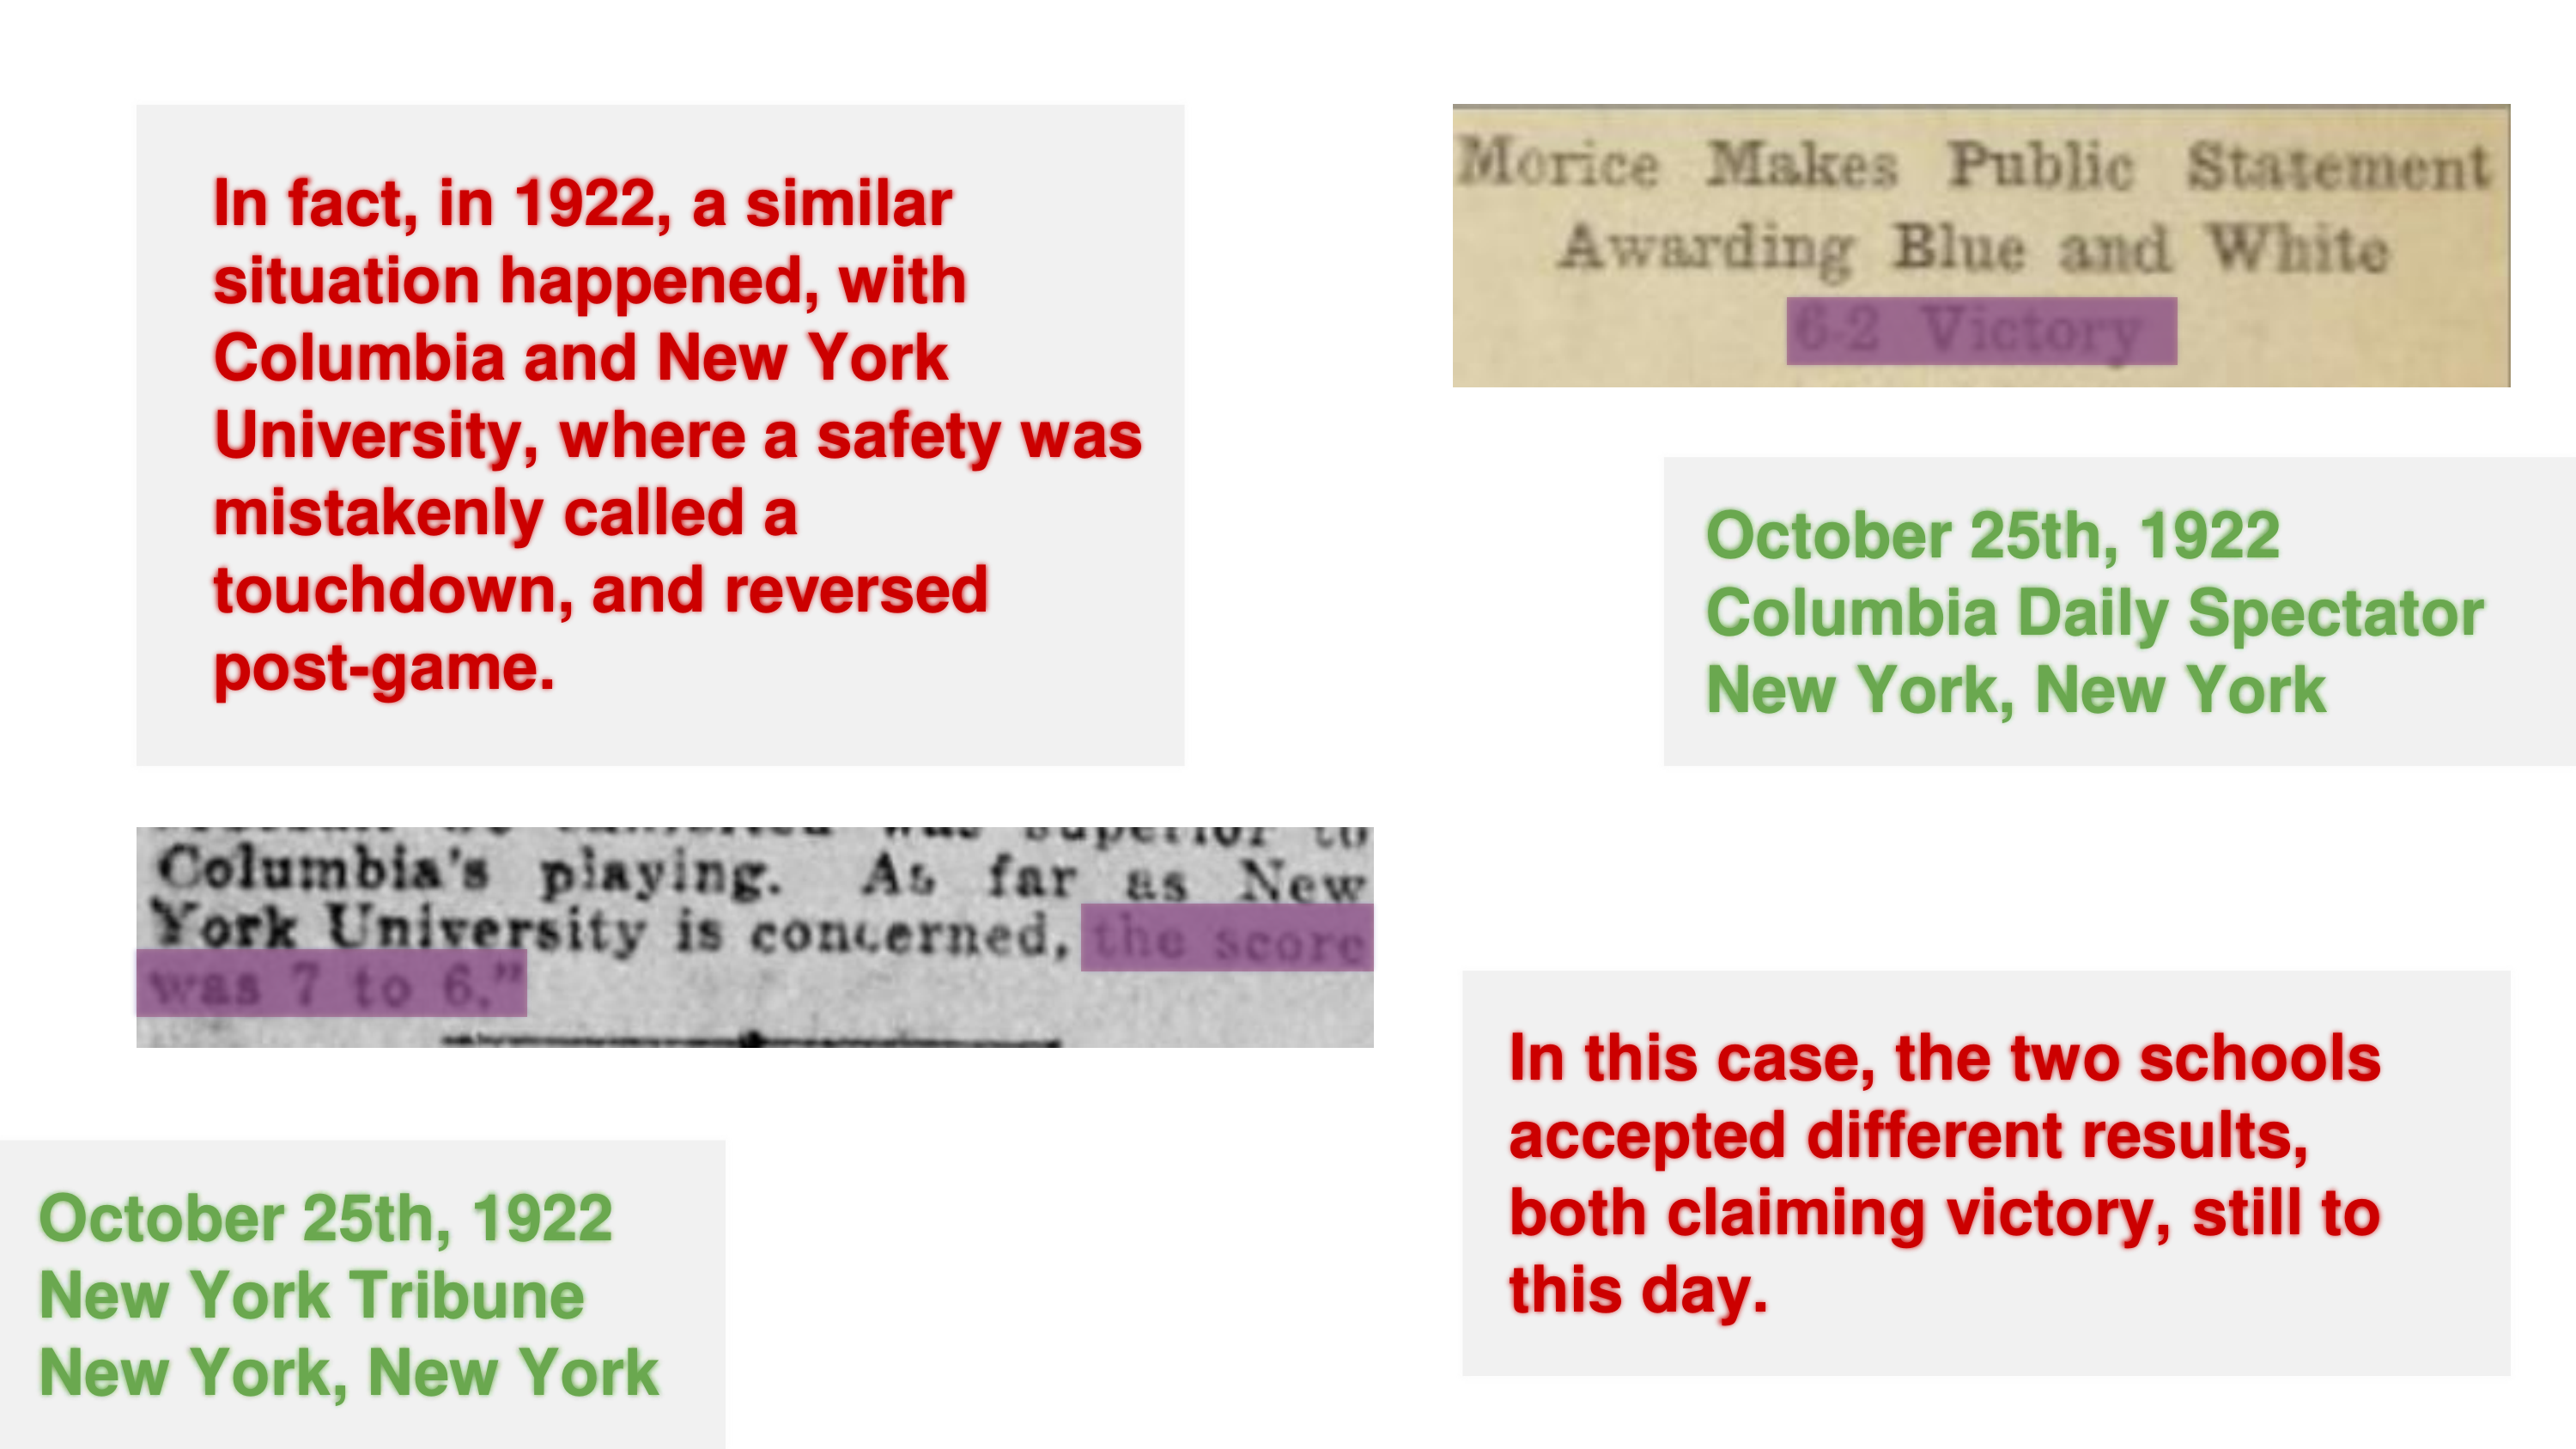 In fact, in 1922, a similar
situation happened, with
Columbia and New York
University, where a safety was
mistakenly called a
touchdown, and reversed
post-game.
Morice Makes Public Statement
Awarding Blue and White
6-2 Victory
October 25th, 1922
Columbia Daily Spectator
New York, New York
was superior to
Columbia's playing. As far as New
York University is concerned, the score
was 7 to 6."
October 25th, 1922
New York Tribune
New York, New York
In this case, the two schools
accepted different results,
both claiming victory, still to
this day.